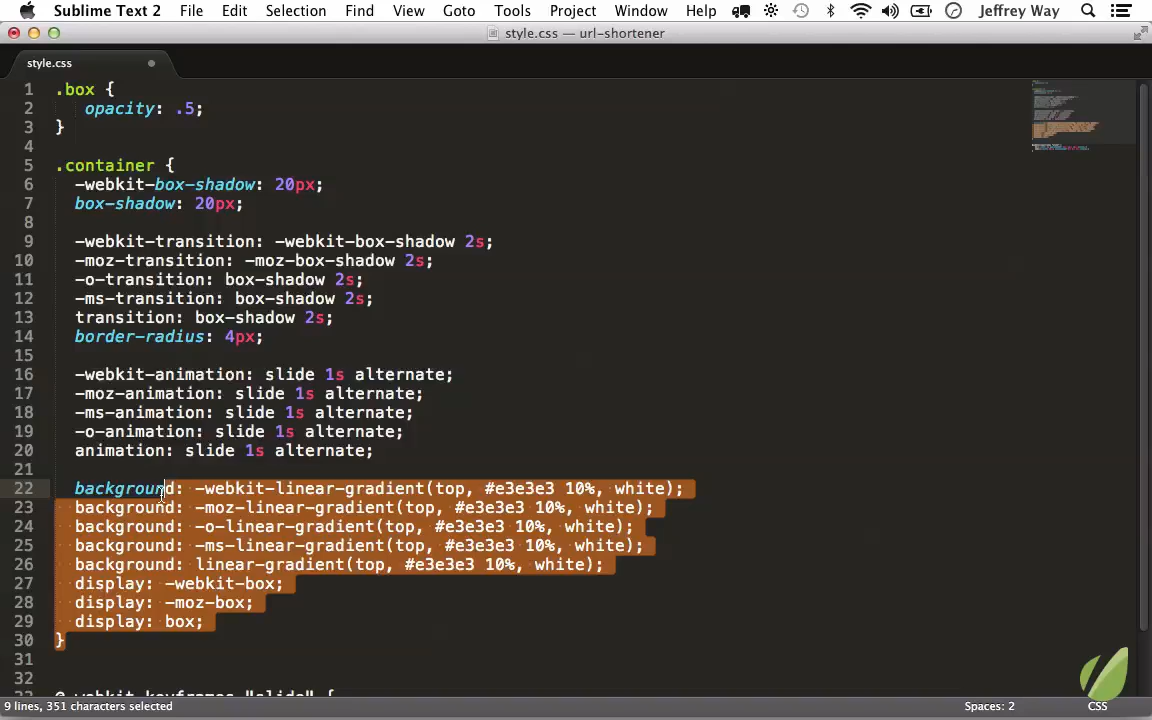 Sublime Text 2 File Edit Selection Find View Goto Tools Project Window Help Jeffrey Way
style.css — url-shortener
style.css
1 .box {
2 opacity: .5;
3 }
4
5 .container {
6 -webkit-box-shadow: 20px;
7 box-shadow: 20px;
8
9 -webkit-transition: -webkit-box-shadow 2s;
10 -moz-transition: -moz-box-shadow 2s;
11 -o-transition: box-shadow 2s;
12 -ms-transition: box-shadow 2s;
13 transition: box-shadow 2s;
14 border-radius: 4px;
15
16 -webkit-animation: slide 1s alternate;
17 -moz-animation: slide 1s alternate;
18 -ms-animation: slide 1s alternate;
19 -o-animation: slide 1s alternate;
20 animation: slide 1s alternate;
21
22 background: -webkit-linear-gradient(top, #e3e3e3 10%, white);
23 background: -moz-linear-gradient(top, #e3e3e3 10%, white);
24 background: -o-linear-gradient(top, #e3e3e3 10%, white);
25 background: -ms-linear-gradient(top, #e3e3e3 10%, white);
26 background: linear-gradient(top, #e3e3e3 10%, white);
27 display: -webkit-box;
28 display: -moz-box;
29 display: box;
30 }
31
32
33 @-webkit-keyframes "slide" {
9 lines, 351 characters selected Spaces: 2 CSS